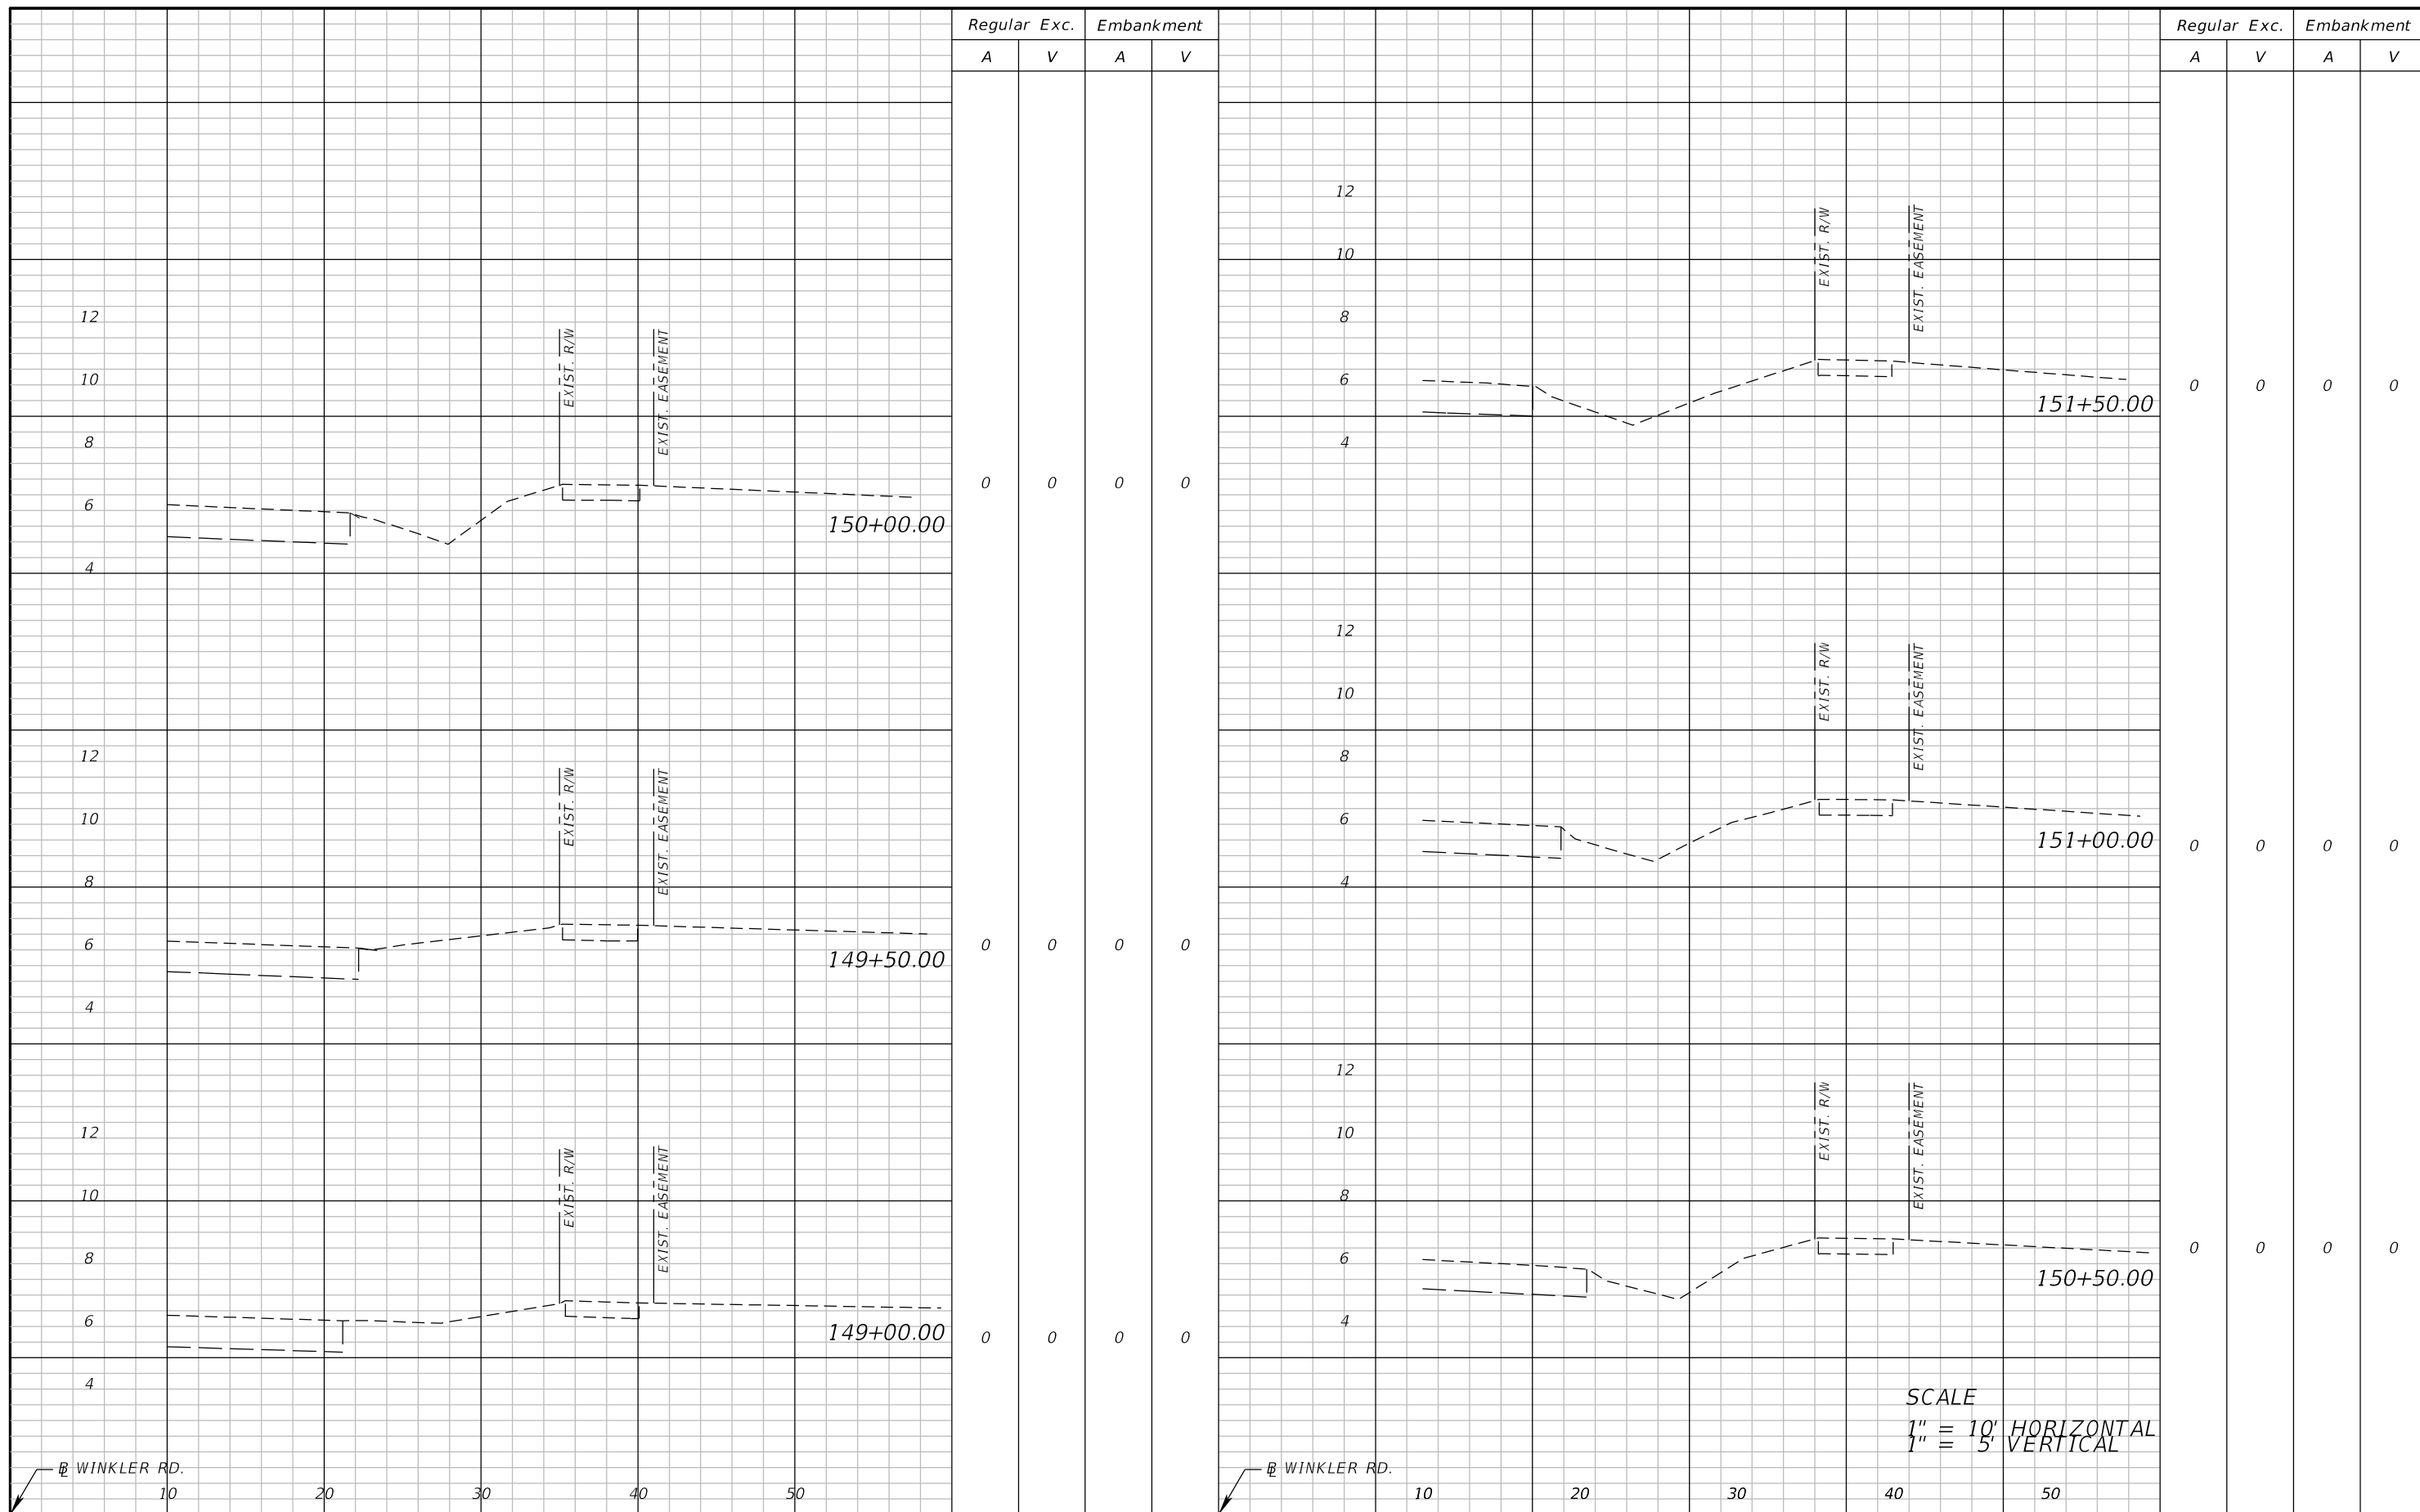 Regular Exc. Embankment
A V A V
12
10
8
6
4
EXIST. R/W
EXIST. EASEMENT
150+00.00
0 0 0 0
12
10
8
6
4
EXIST. R/W
EXIST. EASEMENT
149+50.00
0 0 0 0
12
10
8
6
4
EXIST. R/W
EXIST. EASEMENT
149+00.00
0 0 0 0
BL WINKLER RD.
10 20 30 40 50
Regular Exc. Embankment
A V A V
12
10
8
6
4
EXIST. R/W
EXIST. EASEMENT
151+50.00
0 0 0 0
12
10
8
6
4
EXIST. R/W
EXIST. EASEMENT
151+00.00
0 0 0 0
12
10
8
6
4
EXIST. R/W
EXIST. EASEMENT
150+50.00
0 0 0 0
SCALE
1" = 10' HORIZONTAL
1" = 5' VERTICAL
BL WINKLER RD.
10 20 30 40 50